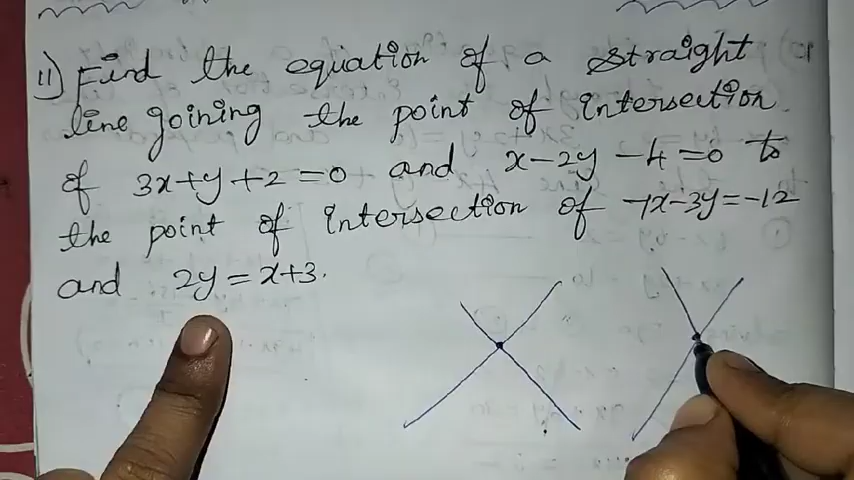 11) Find the equation of a straight
line goining the point of intersection
of 3x+y+2=0 and x-2y-4=0 to
the point of intersection of 7x-3y=-12
and 2y=x+3.